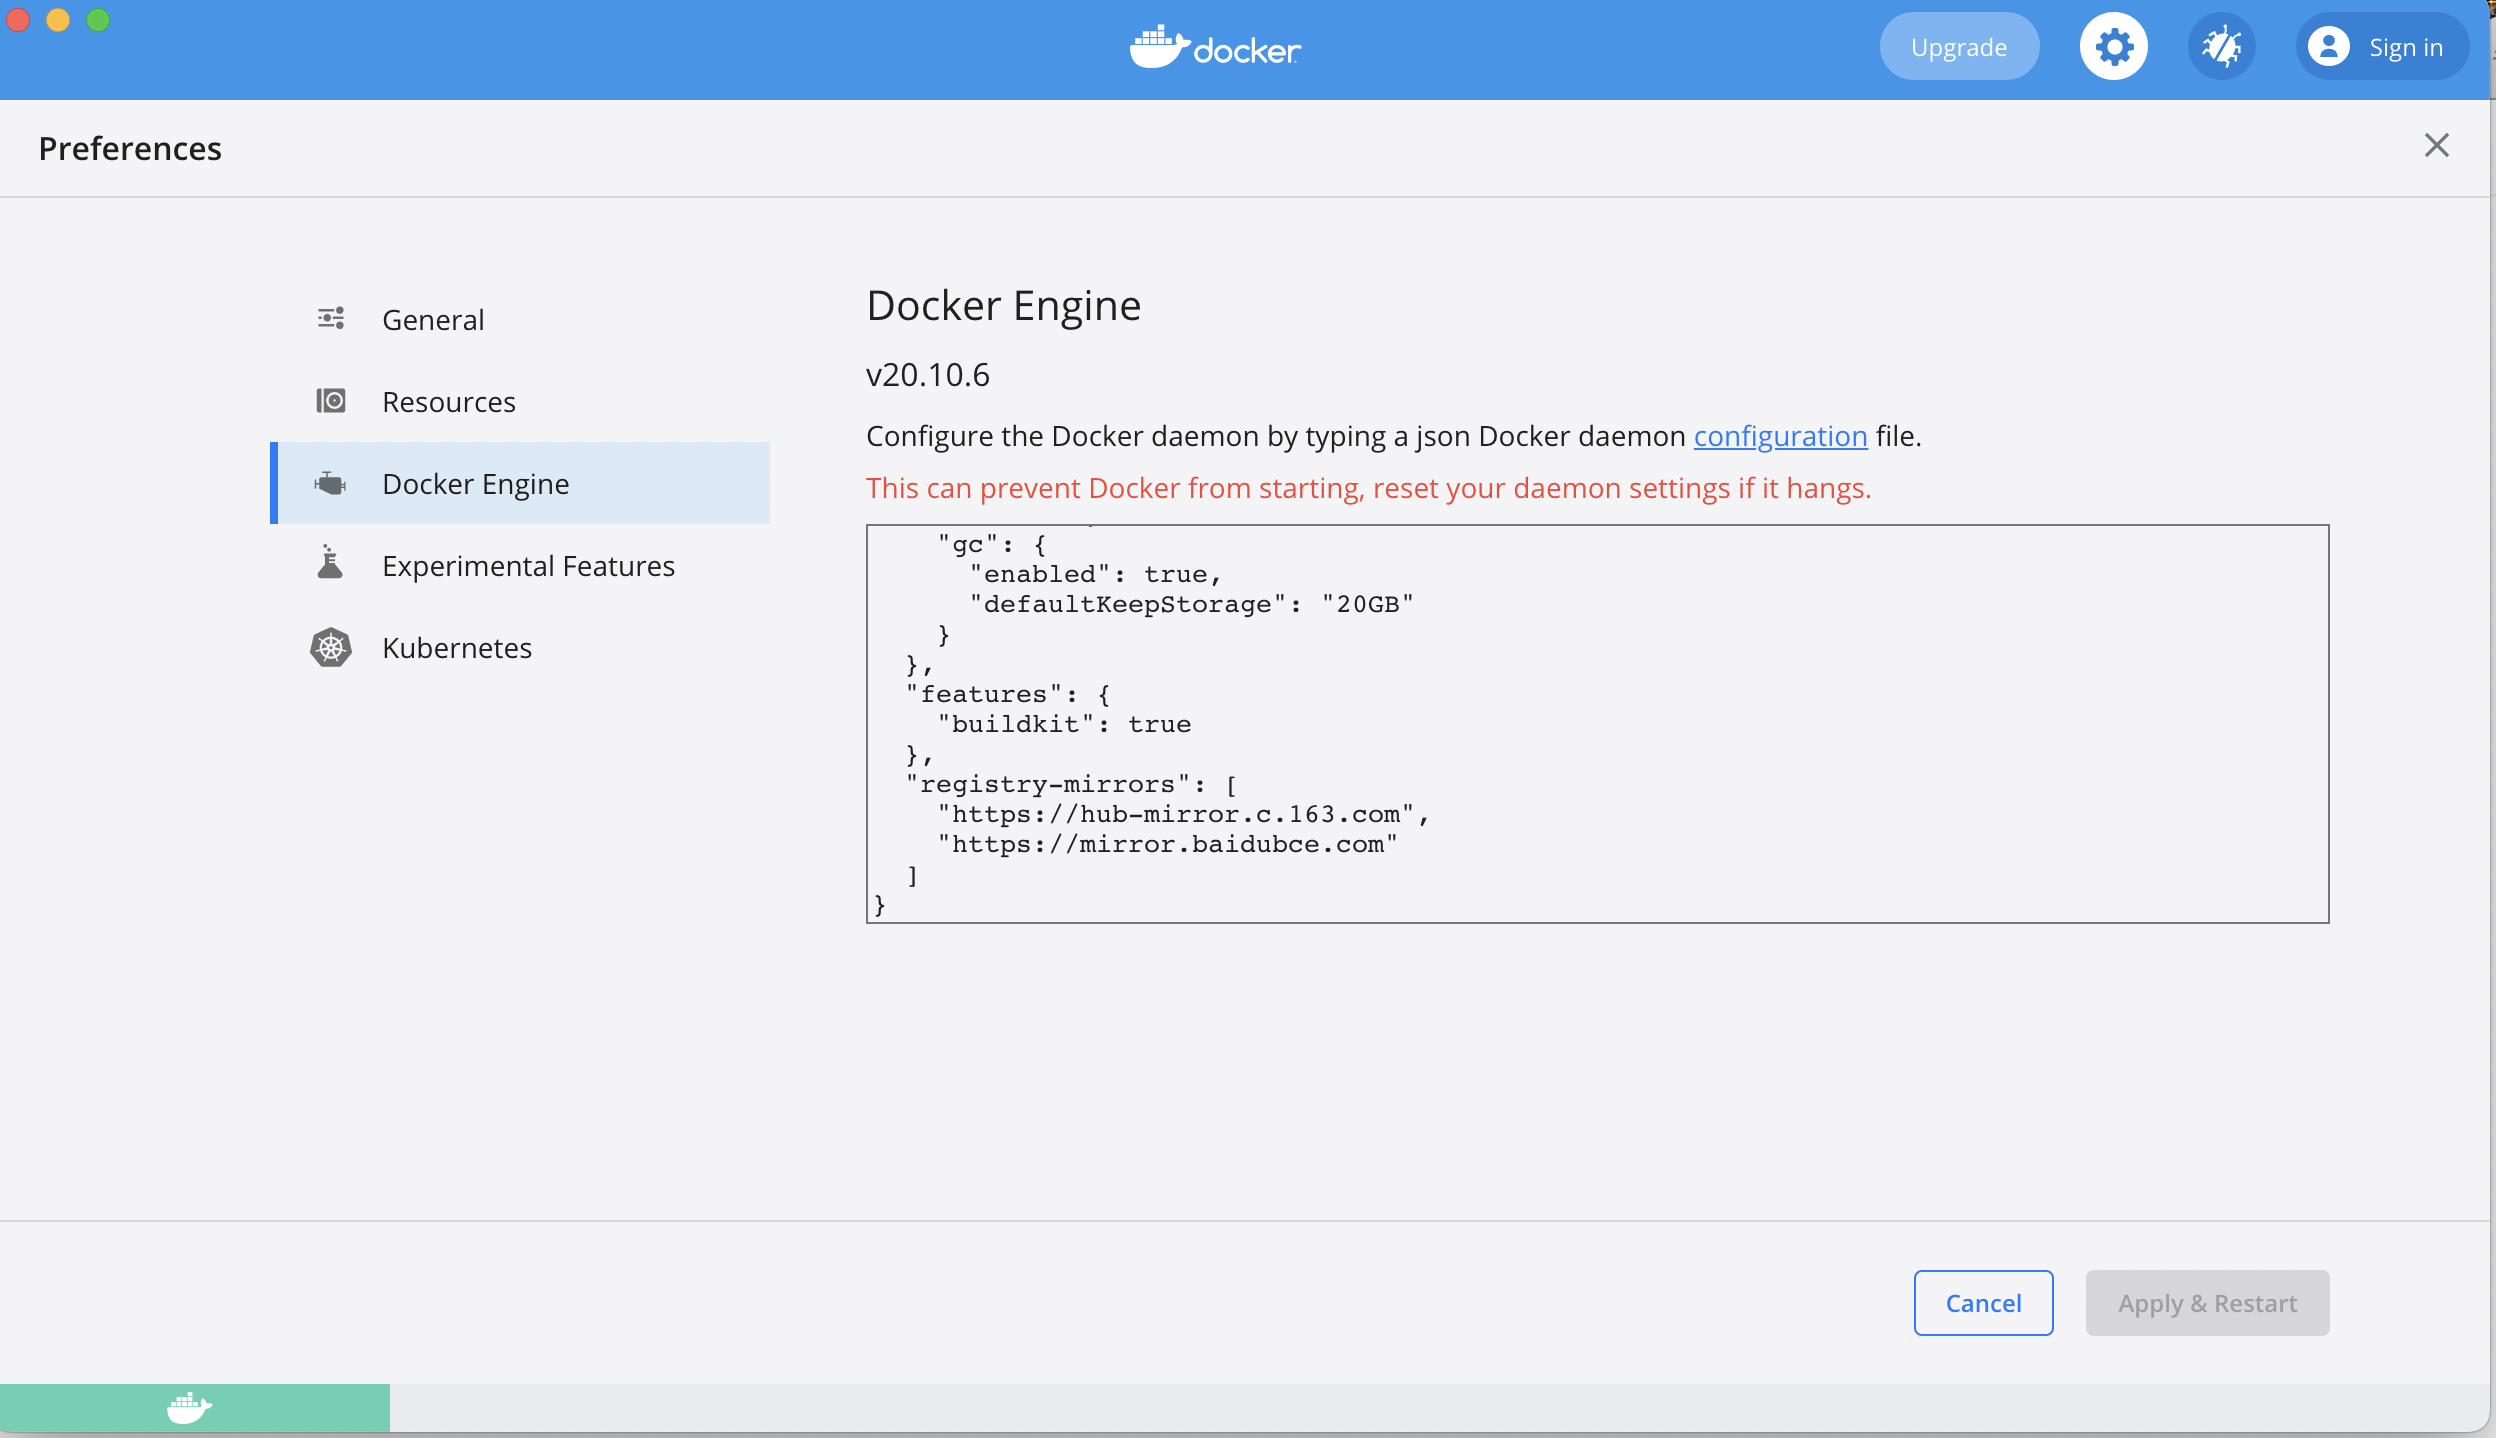 docker
Upgrade
Sign in
Preferences
General
Resources
Docker Engine
Experimental Features
Kubernetes
Docker Engine
v20.10.6
Configure the Docker daemon by typing a json Docker daemon configuration file.
This can prevent Docker from starting, reset your daemon settings if it hangs.
    "gc": {
      "enabled": true,
      "defaultKeepStorage": "20GB"
    }
  },
  "features": {
    "buildkit": true
  },
  "registry-mirrors": [
    "https://hub-mirror.c.163.com",
    "https://mirror.baidubce.com"
  ]
}
Cancel
Apply & Restart